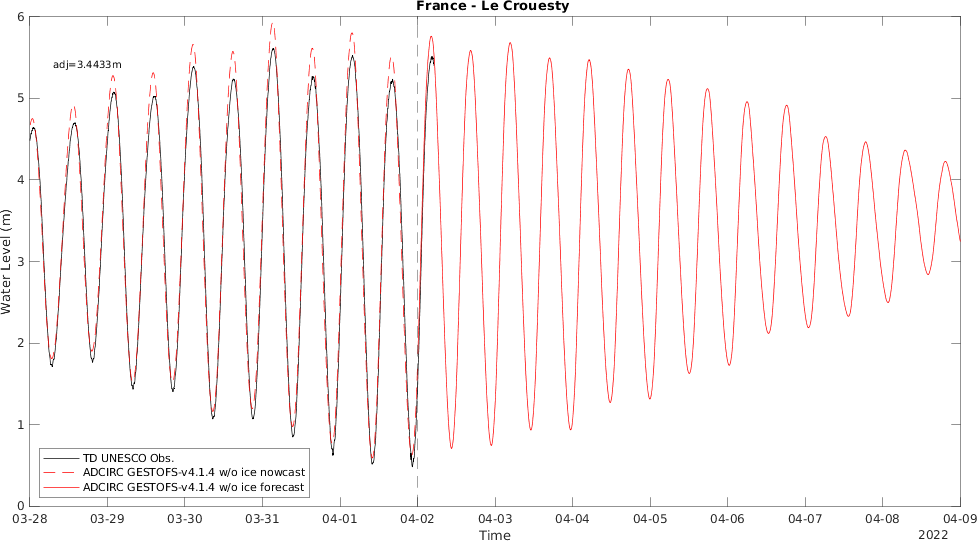 France - Le Crouesty
adj=3.4433m
Water Level (m)
6
5
4
3
2
1
0
TD UNESCO Obs.
ADCIRC GESTOFS-v4.1.4 w/o ice nowcast
ADCIRC GESTOFS-v4.1.4 w/o ice forecast
03-28 03-29 03-30 03-31 04-01 04-02 04-03 04-04 04-05 04-06 04-07 04-08 04-09
Time
2022